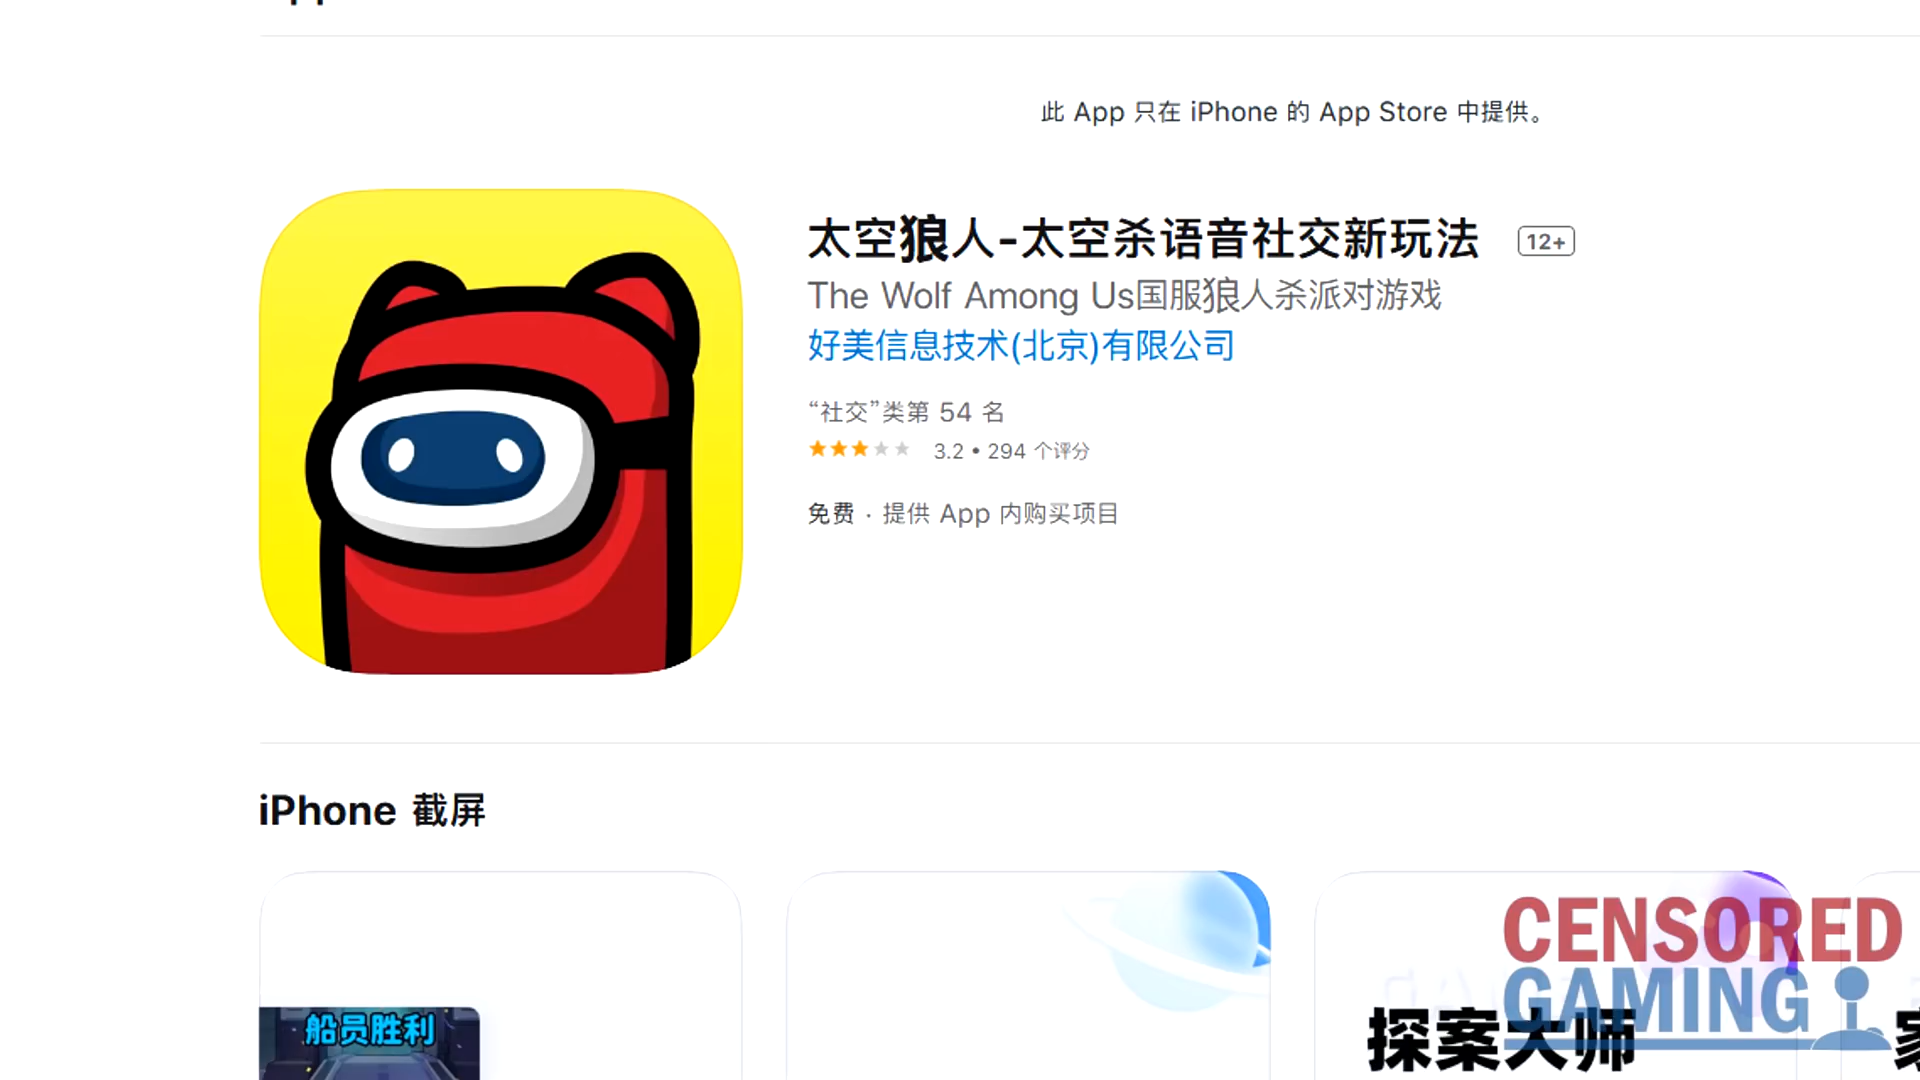 此 App 只在 iPhone 的 App Store 中提供。
太空狼人-太空杀语音社交新玩法 12+
The Wolf Among Us国服狼人杀派对游戏
好美信息技术(北京)有限公司
“社交”类第 54 名
3.2 • 294 个评分
免费 · 提供 App 内购买项目
iPhone 截屏
船员胜利
探案大师
CENSORED
GAMING